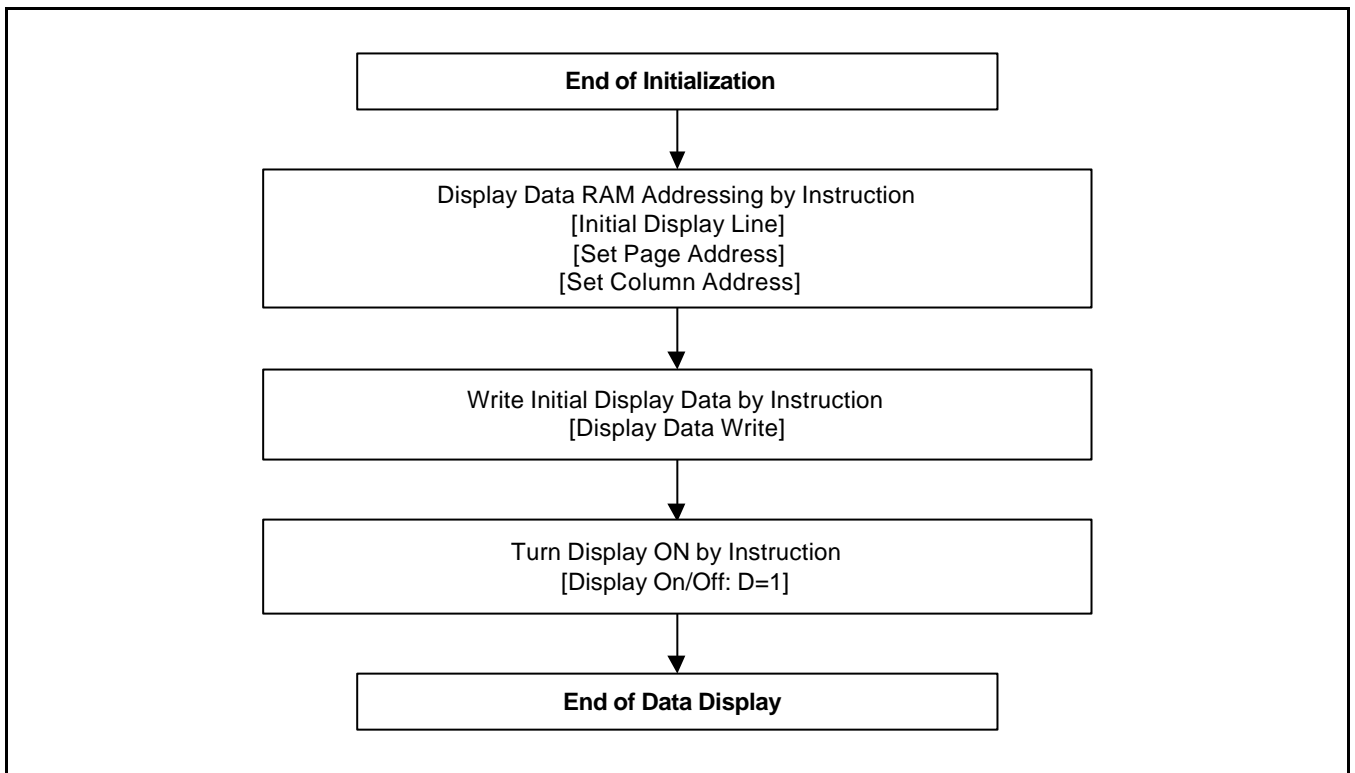 End of Initialization
Display Data RAM Addressing by Instruction
[Initial Display Line]
[Set Page Address]
[Set Column Address]
Write Initial Display Data by Instruction
[Display Data Write]
Turn Display ON by Instruction
[Display On/Off: D=1]
End of Data Display